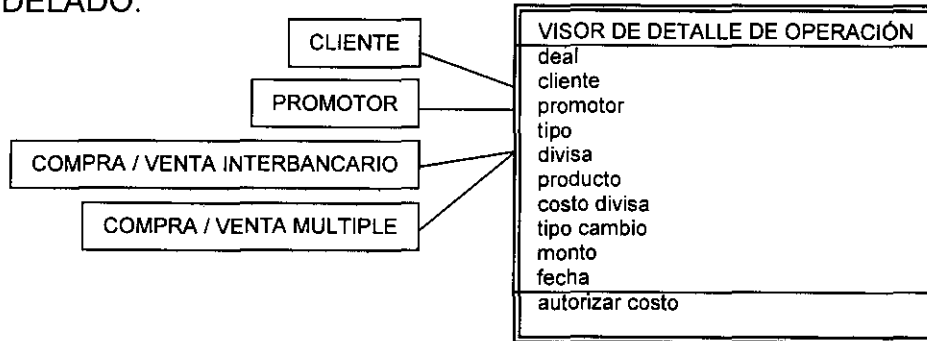 DELADO.
CLIENTE
PROMOTOR
COMPRA / VENTA INTERBANCARIO
COMPRA / VENTA MULTIPLE
VISOR DE DETALLE DE OPERACIÓN
deal
cliente
promotor
tipo
divisa
producto
costo divisa
tipo cambio
monto
fecha
autorizar costo